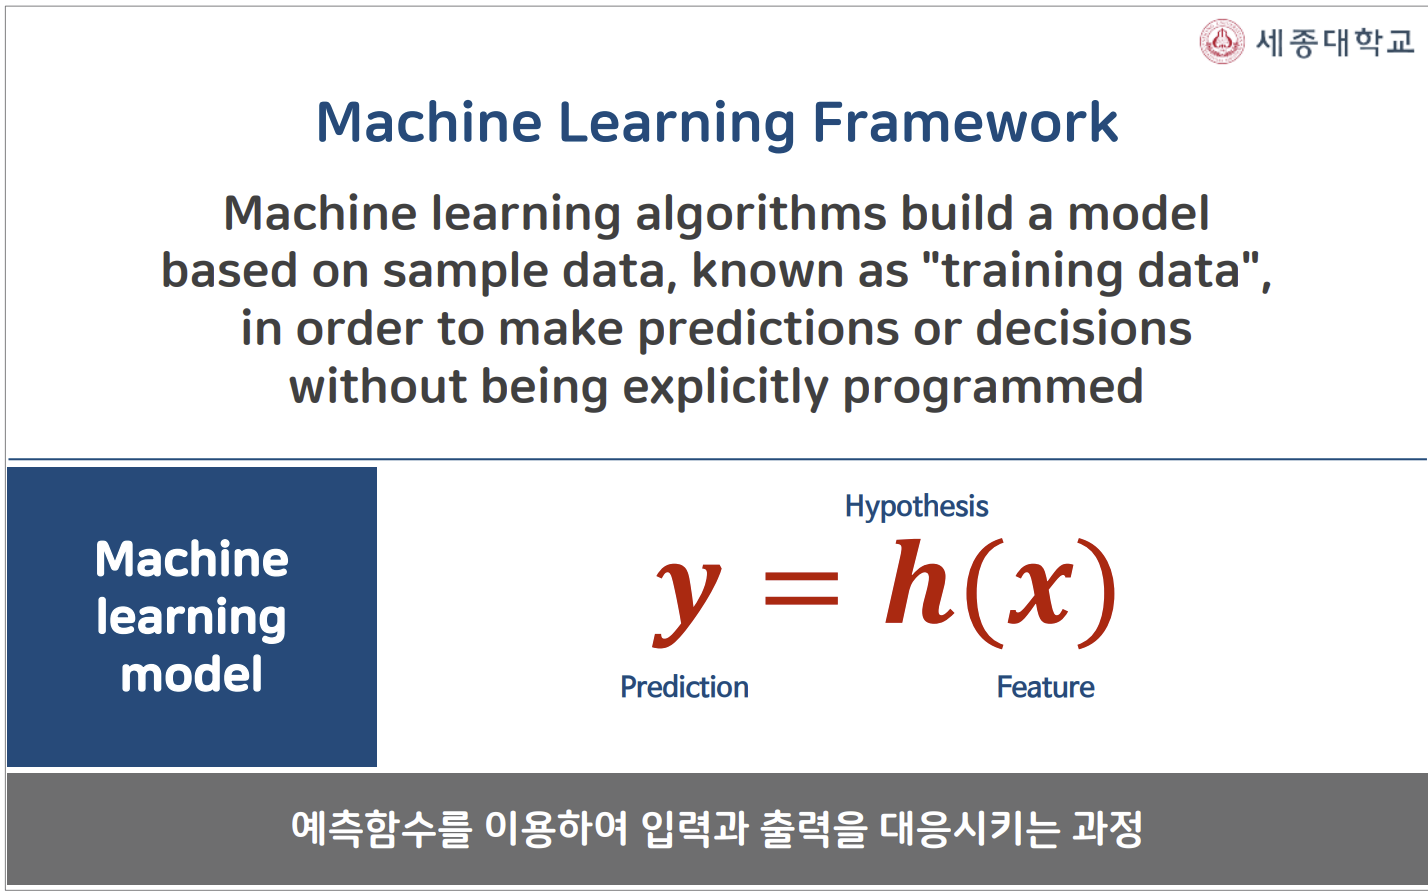 세종대학교
Machine Learning Framework
Machine learning algorithms build a model
based on sample data, known as "training data",
in order to make predictions or decisions
without being explicitly programmed
Machine
learning
model
Hypothesis
y = h(x)
Prediction
Feature
예측함수를 이용하여 입력과 출력을 대응시키는 과정